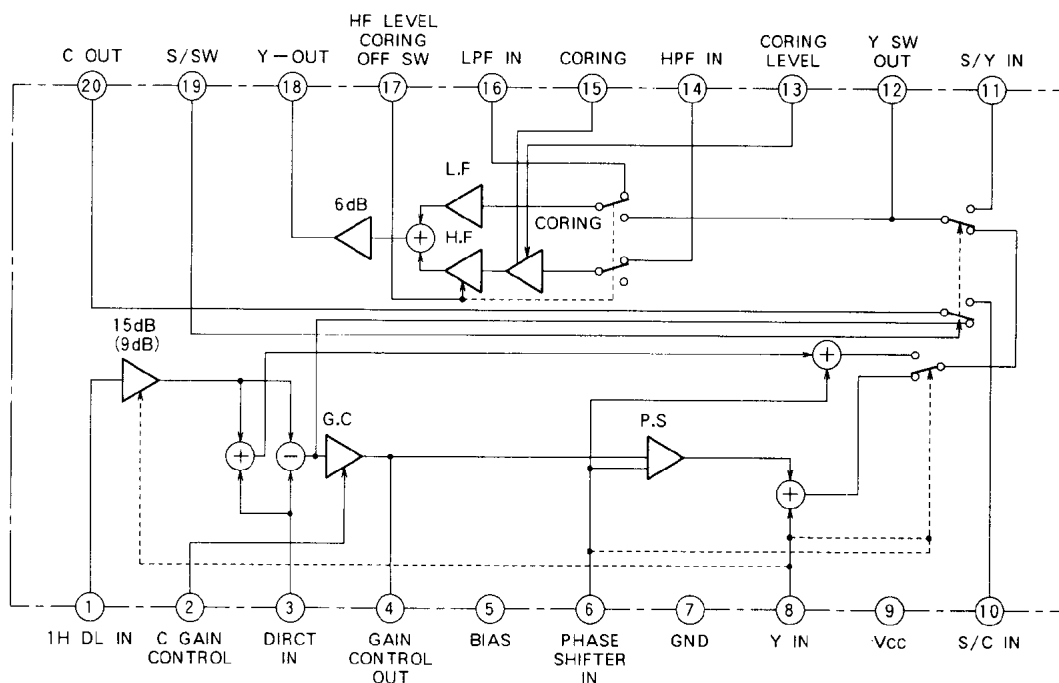 C OUT
S/SW
Y-OUT
HF LEVEL
CORING
OFF SW
LPF IN
CORING
HPF IN
CORING
LEVEL
Y SW
OUT
S/Y IN
20
19
18
17
16
15
14
13
12
11
L.F
6dB
CORING
H.F
15dB
(9dB)
G.C
P.S
1
2
3
4
5
6
7
8
9
10
1H DL IN
C GAIN
CONTROL
DIRCT
IN
GAIN
CONTROL
OUT
BIAS
PHASE
SHIFTER
IN
GND
Y IN
Vcc
S/C IN